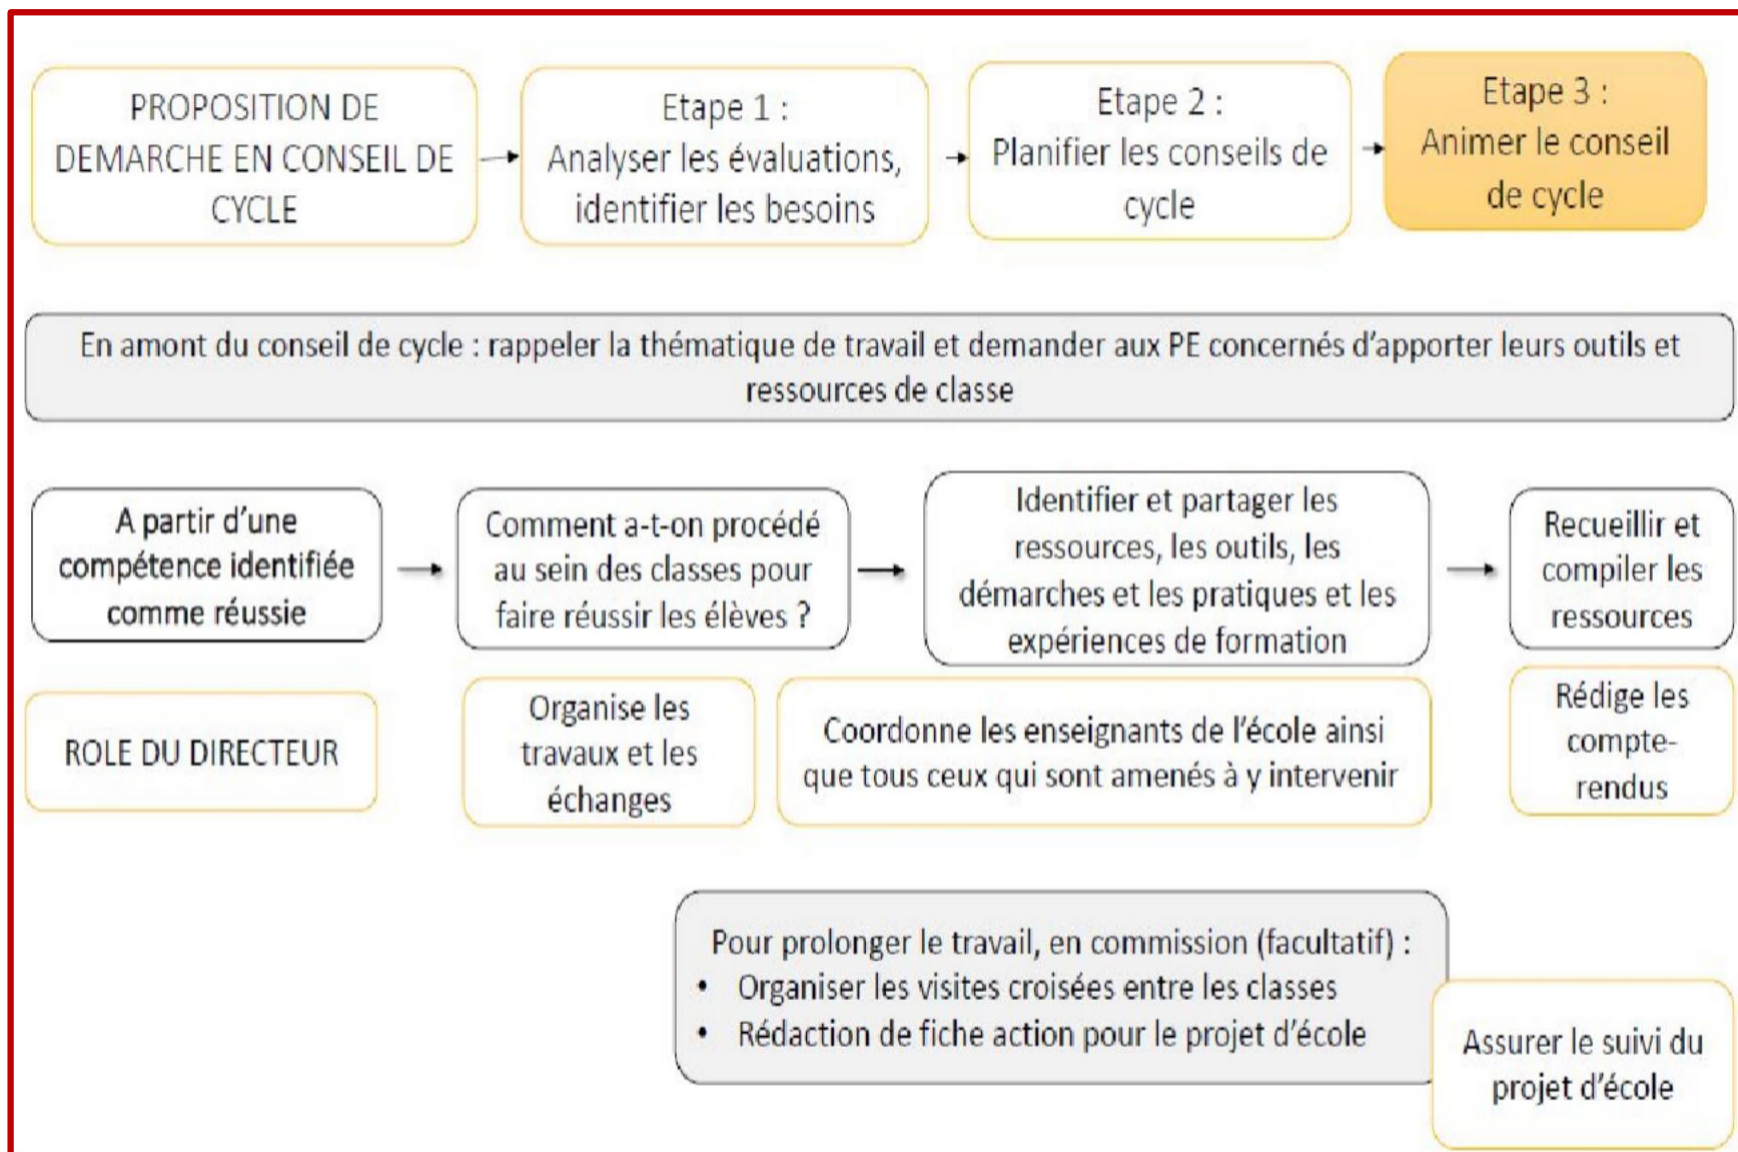 PROPOSITION DE
DEMARCHE EN CONSEIL DE
CYCLE
Etape 1 :
Analyser les évaluations,
identifier les besoins
Etape 2 :
Planifier les conseils de
cycle
Etape 3 :
Animer le conseil
de cycle
En amont du conseil de cycle : rappeler la thématique de travail et demander aux PE concernés d'apporter leurs outils et
ressources de classe
A partir d'une
compétence identifiée
comme réussie
Comment a-t-on procédé
au sein des classes pour
faire réussir les élèves ?
Identifier et partager les
ressources, les outils, les
démarches et les pratiques et les
expériences de formation
Recueillir et
compiler les
ressources
ROLE DU DIRECTEUR
Organise les
travaux et les
échanges
Coordonne les enseignants de l'école ainsi
que tous ceux qui sont amenés à y intervenir
Rédige les
compte-
rendus
Pour prolonger le travail, en commission (facultatif) :
• Organiser les visites croisées entre les classes
• Rédaction de fiche action pour le projet d'école
Assurer le suivi du
projet d'école